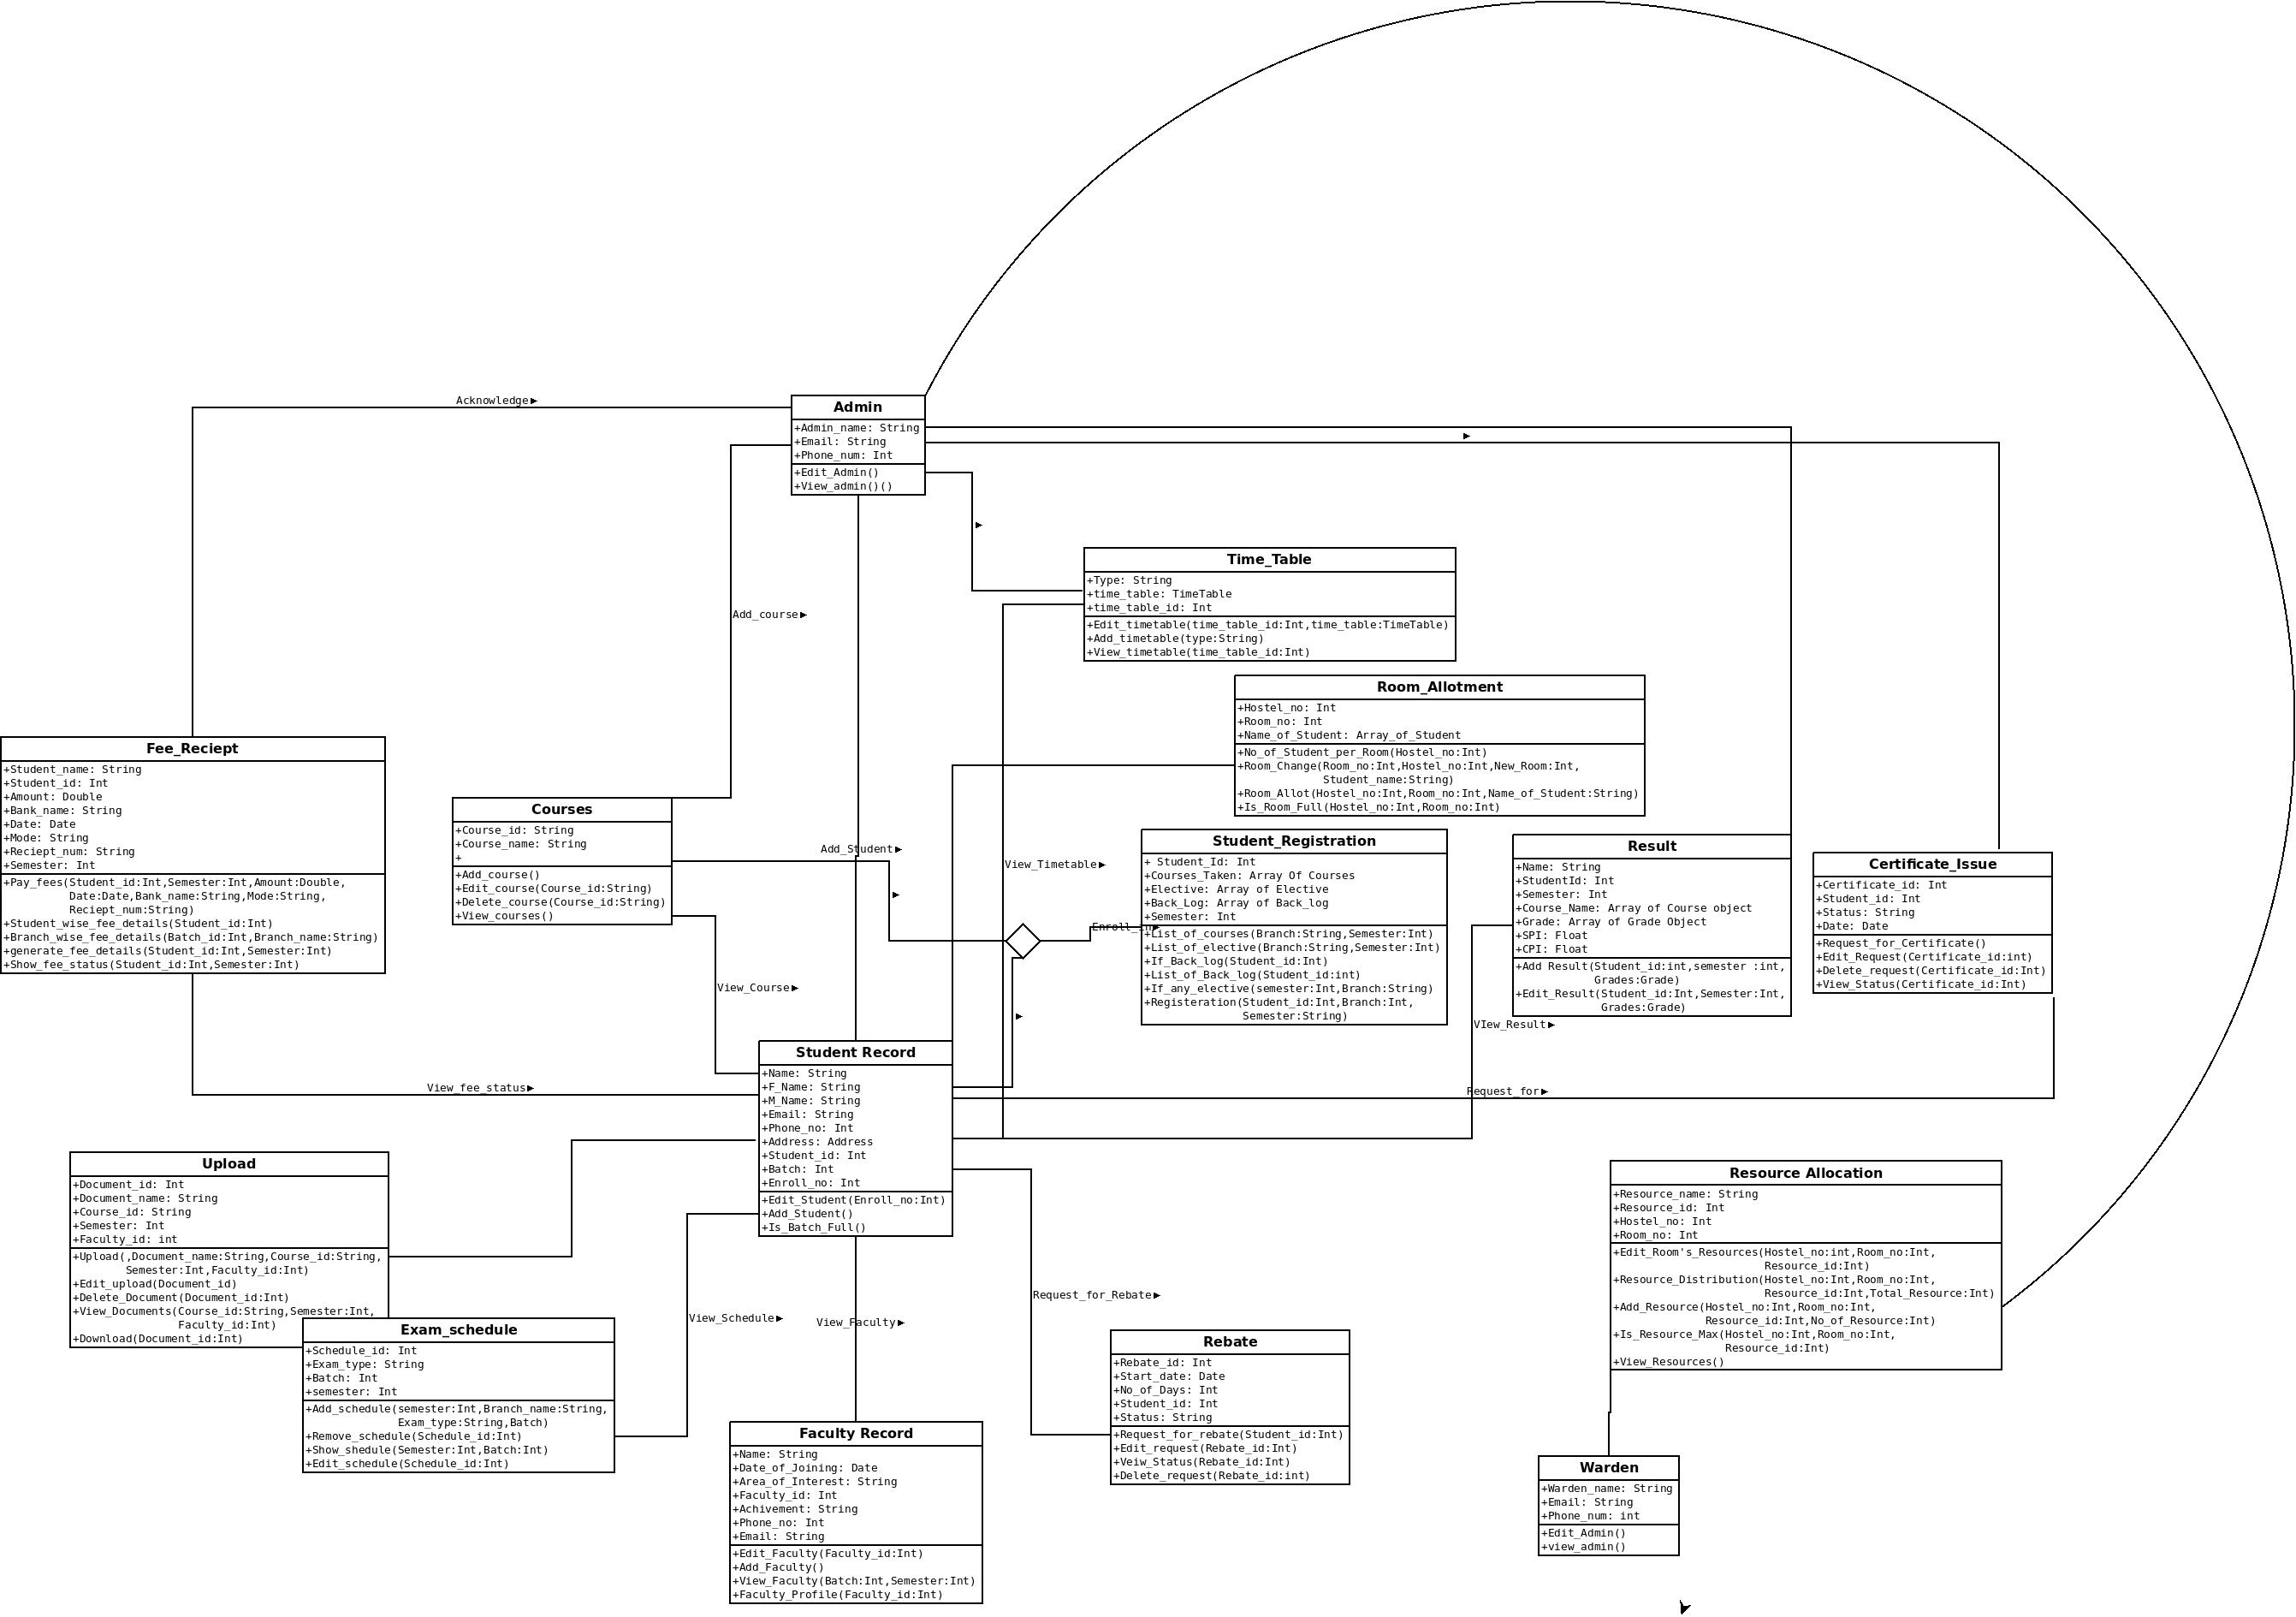 Acknowledge
Admin
+Admin_name: String
+Email: String
+Phone_num: Int
+Edit_Admin()
+View_admin()()
Add_course
Time_Table
+Type: String
+time_table: TimeTable
+time_table_id: Int
+Edit_timetable(time_table_id:Int,time_table:TimeTable)
+Add_timetable(type:String)
+View_timetable(time_table_id:Int)
Room_Allotment
+Hostel_no: Int
+Room_no: Int
+Name_of_Student: Array_of_Student
+No_of_Student_per_Room(Hostel_no:Int)
+Room_Change(Room_no:Int,Hostel_no:Int,New_Room:Int,
Student_name:String)
+Room_Allot(Hostel_no:Int,Room_no:Int,Name_of_Student:String)
+Is_Room_Full(Hostel_no:Int,Room_no:Int)
Fee_Reciept
+Student_name: String
+Student_id: Int
+Amount: Double
+Bank_name: String
+Date: Date
+Mode: String
+Reciept_num: String
+Semester: Int
+Pay_fees(Student_id:Int,Semester:Int,Amount:Double,
Date:Date,Bank_name:String,Mode:String,
Reciept_num:String)
+Student_wise_fee_details(Student_id:Int)
+Branch_wise_fee_details(Batch_id:Int,Branch_name:String)
+generate_fee_details(Student_id:Int,Semester:Int)
+Show_fee_status(Student_id:Int,Semester:Int)
Courses
+Course_id: String
+Course_name: String
+
+Add_course()
+Edit_course(Course_id:String)
+Delete_course(Course_id:String)
+View_courses()
Add_Student
View_Timetable
Student_Registration
+ Student_Id: Int
+Courses_Taken: Array Of Courses
+Elective: Array of Elective
+Back_Log: Array of Back_log
+Semester: Int
+List_of_courses(Branch:String,Semester:Int)
+List_of_elective(Branch:String,Semester:Int)
+If_Back_log(Student_id:Int)
+List_of_Back_log(Student_id:int)
+If_any_elective(semester:Int,Branch:String)
+Registeration(Student_id:Int,Branch:Int,
Semester:String)
Result
+Name: String
+StudentId: Int
+Semester: Int
+Course_Name: Array of Course object
+Grade: Array of Grade Object
+SPI: Float
+CPI: Float
+Add Result(Student_id:int,semester :int,
Grades:Grade)
+Edit_Result(Student_id:Int,Semester:Int,
Grades:Grade)
Certificate_Issue
+Certificate_id: Int
+Student_id: Int
+Status: String
+Date: Date
+Request_for_Certificate()
+Edit_Request(Certificate_id:int)
+Delete_request(Certificate_id:Int)
+View_Status(Certificate_id:Int)
View_Course
VIew_Result
View_fee_status
Request_for
Student Record
+Name: String
+F_Name: String
+M_Name: String
+Email: String
+Phone_no: Int
+Address: Address
+Student_id: Int
+Batch: Int
+Enroll_no: Int
+Edit_Student(Enroll_no:Int)
+Add_Student()
+Is_Batch_Full()
Upload
+Document_id: Int
+Document_name: String
+Course_id: String
+Semester: Int
+Faculty_id: int
+Upload(,Document_name:String,Course_id:String,
Semester:Int,Faculty_id:Int)
+Edit_upload(Document_id)
+Delete_Document(Document_id:Int)
+View_Documents(Course_id:String,Semester:Int,
Faculty_id:Int)
+Download(Document_id:Int)
Exam_schedule
+Schedule_id: Int
+Exam_type: String
+Batch: Int
+semester: Int
+Add_schedule(semester:Int,Branch_name:String,
Exam_type:String,Batch)
+Remove_schedule(Schedule_id:Int)
+Show_shedule(Semester:Int,Batch:Int)
+Edit_schedule(Schedule_id:Int)
View_Schedule
View_Faculty
Request_for_Rebate
Faculty Record
+Name: String
+Date_of_Joining: Date
+Area_of_Interest: String
+Faculty_id: Int
+Achivement: String
+Phone_no: Int
+Email: String
+Edit_Faculty(Faculty_id:Int)
+Add_Faculty()
+View_Faculty(Batch:Int,Semester:Int)
+Faculty_Profile(Faculty_id:Int)
Rebate
+Rebate_id: Int
+Start_date: Date
+No_of_Days: Int
+Student_id: Int
+Status: String
+Request_for_rebate(Student_id:Int)
+Edit_request(Rebate_id:Int)
+Veiw_Status(Rebate_id:Int)
+Delete_request(Rebate_id:int)
Resource Allocation
+Resource_name: String
+Resource_id: Int
+Hostel_no: Int
+Room_no: Int
+Edit_Room's_Resources(Hostel_no:int,Room_no:Int,
Resource_id:Int)
+Resource_Distribution(Hostel_no:Int,Room_no:Int,
Resource_id:Int,Total_Resource:Int)
+Add_Resource(Hostel_no:Int,Room_no:Int,
Resource_id:Int,No_of_Resource:Int)
+Is_Resource_Max(Hostel_no:Int,Room_no:Int,
Resource_id:Int)
+View_Resources()
Warden
+Warden_name: String
+Email: String
+Phone_num: int
+Edit_Admin()
+view_admin()